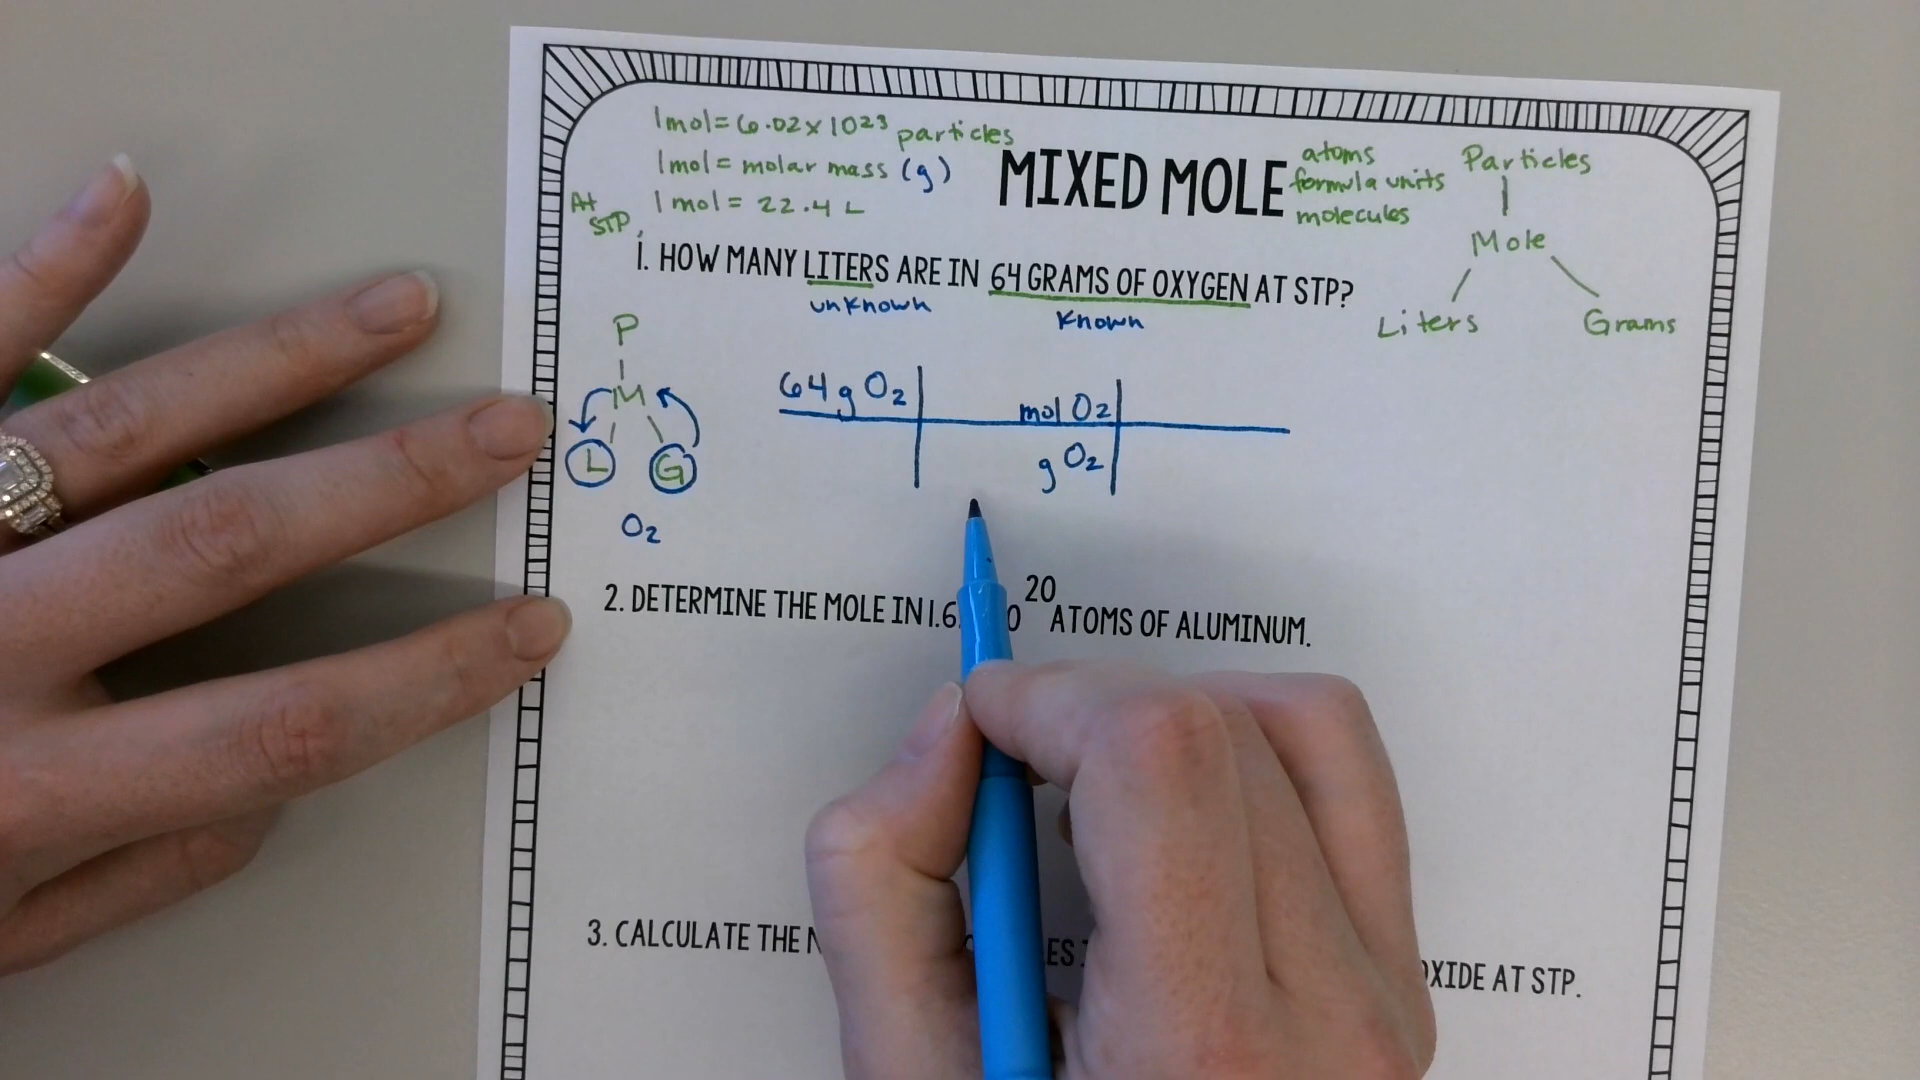 1mol = 6.02 x 10²³ particles
1mol = molar mass (g)
At STP, 1 mol = 22.4 L
MIXED MOLE
atoms
formula units
molecules
Particles
Mole
Liters Grams
1. HOW MANY LITERS ARE IN 64 GRAMS OF OXYGEN AT STP?
unknown known
P
M
L G
O₂
64 g O₂ mol O₂
g O₂
2. DETERMINE THE MOLE IN 1.6 20 ATOMS OF ALUMINUM.
3. CALCULATE THE AT STP.